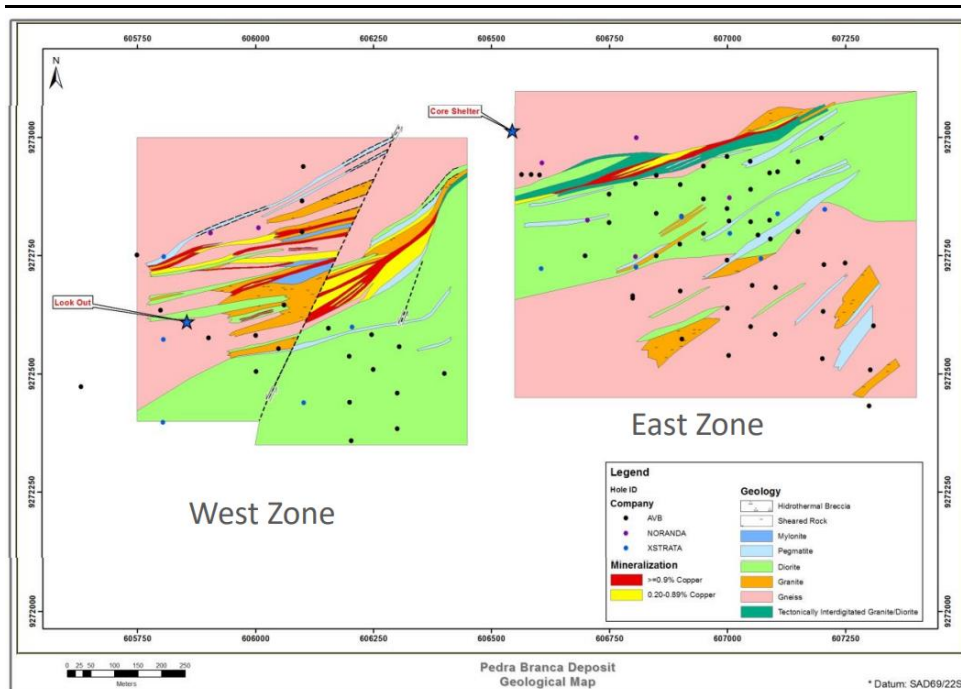 605750 606000 606250 606500 606750 607000 607250
N
9273000 9273000
Core Shelter
9272750 9272750
Look Out
9272500 9272500
East Zone
West Zone
9272250 9272250
9272000 9272000
Legend
Hole ID
Company
AVB
NORANDA
XSTRATA
Mineralization
>=0.9% Copper
0.20-0.89% Copper
Geology
Hidrothermal Breccia
Sheared Rock
Mylonite
Pegmatite
Diorite
Granite
Gneiss
Tectonically Interdigitated Granite/Diorite
605750 606000 606250 606500 606750 607000 607250
0 25 50 100 150 200 250
Meters
Pedra Branca Deposit
Geological Map
* Datum: SAD69/22S